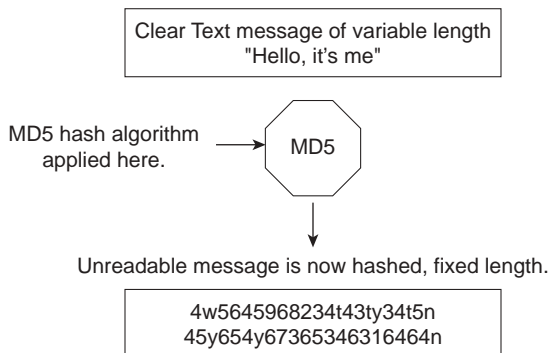 Clear Text message of variable length
"Hello, it's me"
MD5 hash algorithm
applied here.
MD5
Unreadable message is now hashed, fixed length.
4w5645968234t43ty34t5n
45y654y67365346316464n